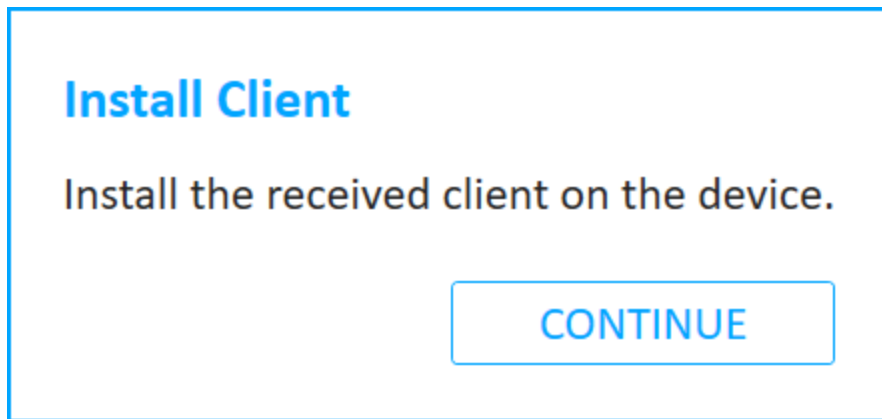 Install Client
Install the received client on the device.
CONTINUE